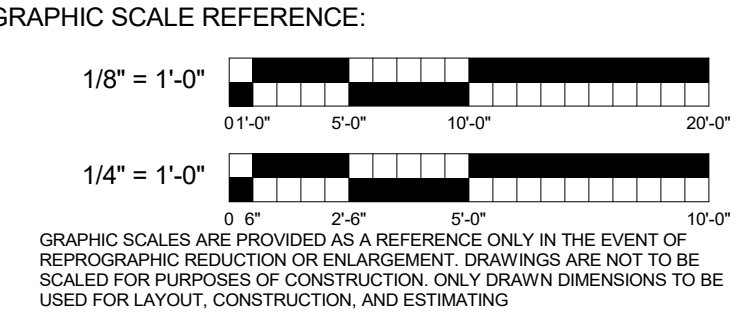 GRAPHIC SCALE REFERENCE:
1/8" = 1'-0"
0 1'-0" 5'-0" 10'-0" 20'-0"
1/4" = 1'-0"
0 6" 2'-6" 5'-0" 10'-0"
GRAPHIC SCALES ARE PROVIDED AS A REFERENCE ONLY IN THE EVENT OF
REPROGRAPHIC REDUCTION OR ENLARGEMENT. DRAWINGS ARE NOT TO BE
SCALED FOR PURPOSES OF CONSTRUCTION. ONLY DRAWN DIMENSIONS TO BE
USED FOR LAYOUT, CONSTRUCTION, AND ESTIMATING